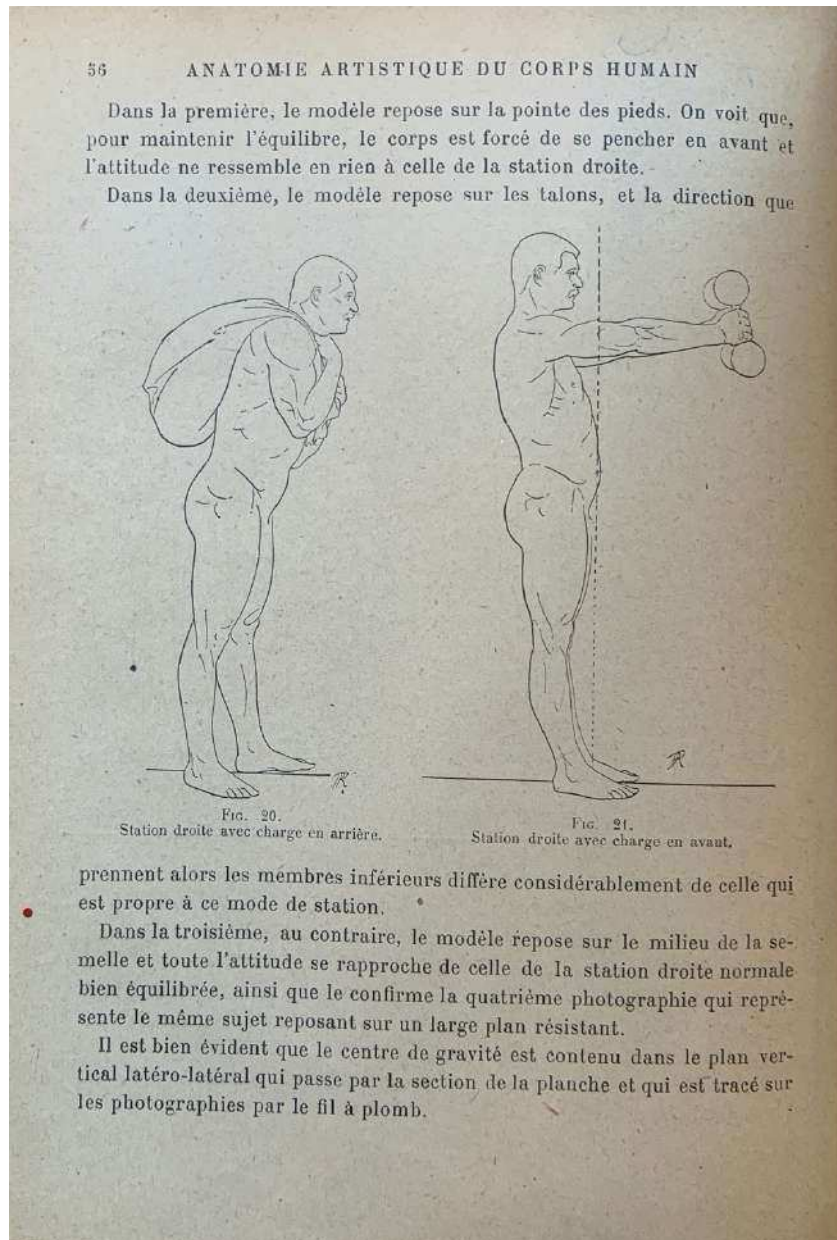 56 ANATOMIE ARTISTIQUE DU CORPS HUMAIN
Dans la première, le modèle repose sur la pointe des pieds. On voit que,
pour maintenir l'équilibre, le corps est forcé de se pencher en avant et
l'attitude ne ressemble en rien à celle de la station droite.
Dans la deuxième, le modèle repose sur les talons, et la direction que
FIG. 20.
Station droite avec charge en arrière.
FIG. 21.
Station droite avec charge en avant.
prennent alors les membres inférieurs diffère considérablement de celle qui
est propre à ce mode de station.
Dans la troisième, au contraire, le modèle repose sur le milieu de la se-
melle et toute l'attitude se rapproche de celle de la station droite normale
bien équilibrée, ainsi que le confirme la quatrième photographie qui repré-
sente le même sujet reposant sur un large plan résistant.
Il est bien évident que le centre de gravité est contenu dans le plan ver-
tical latéro-latéral qui passe par la section de la planche et qui est tracé sur
les photographies par le fil à plomb.